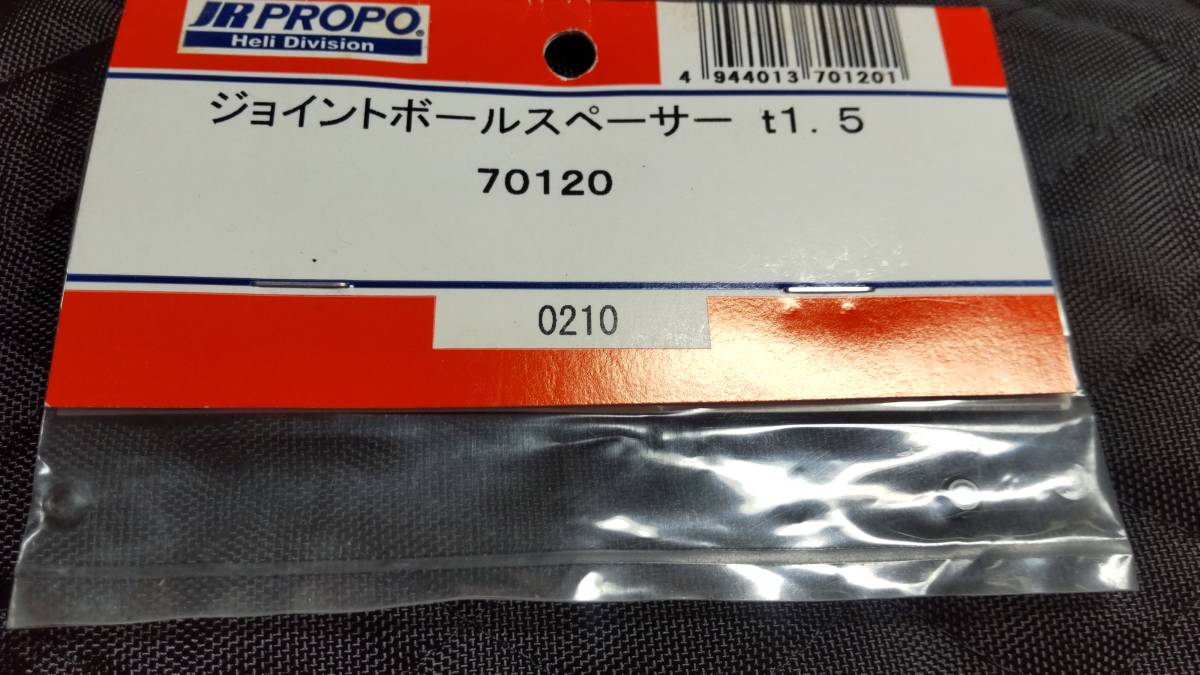 JR PROPO®
Heli Division
4 944013 701201
ジョイントボールスペーサー t1.5
70120
0210